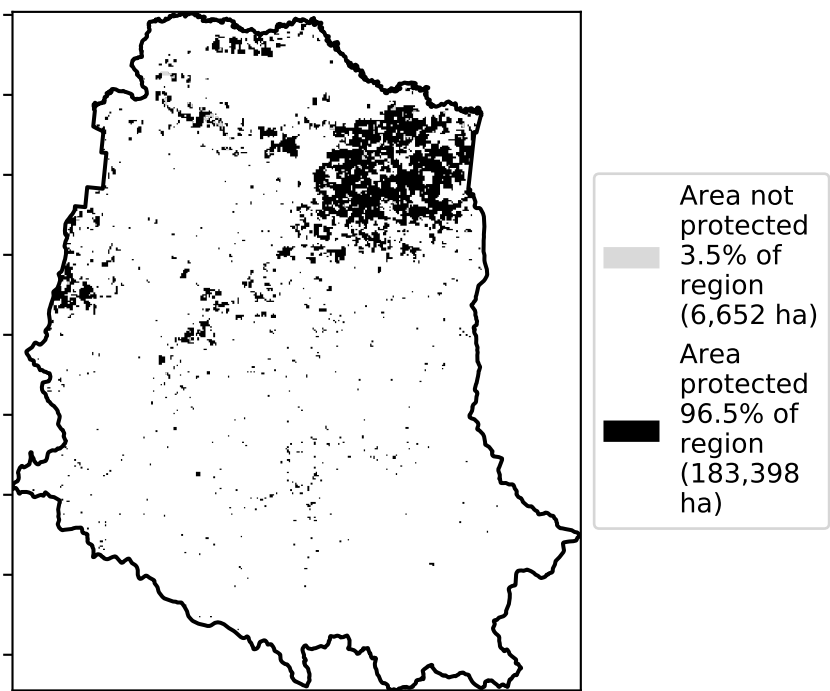 Area not
protected
3.5% of
region
(6,652 ha)
Area
protected
96.5% of
region
(183,398
ha)